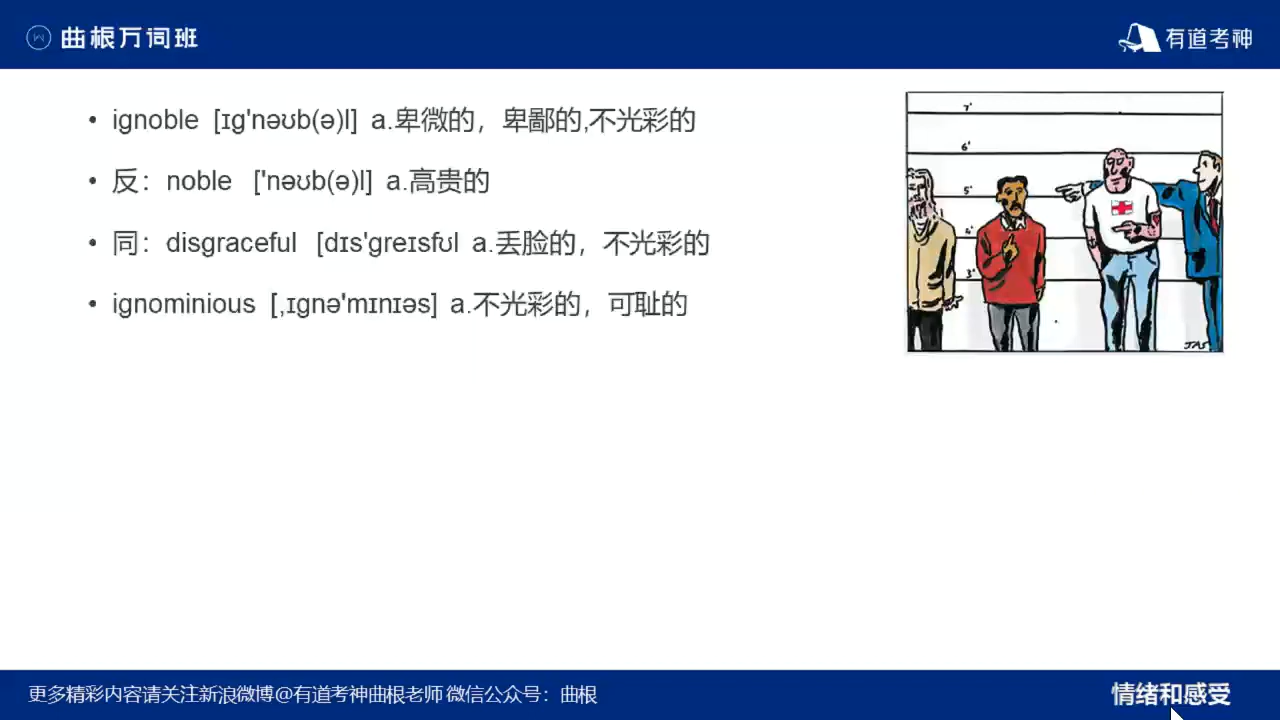 曲根万词班
有道考神
• ignoble [ɪg'nəʊb(ə)l] a.卑微的，卑鄙的,不光彩的
• 反：noble ['nəʊb(ə)l] a.高贵的
• 同：disgraceful [dɪs'greɪsfʊl a.丢脸的，不光彩的
• ignominious [,ɪgnə'mɪnɪəs] a.不光彩的，可耻的
7'
6'
5'
4'
3'
JAS
更多精彩内容请关注新浪微博@有道考神曲根老师 微信公众号：曲根
情绪和感受